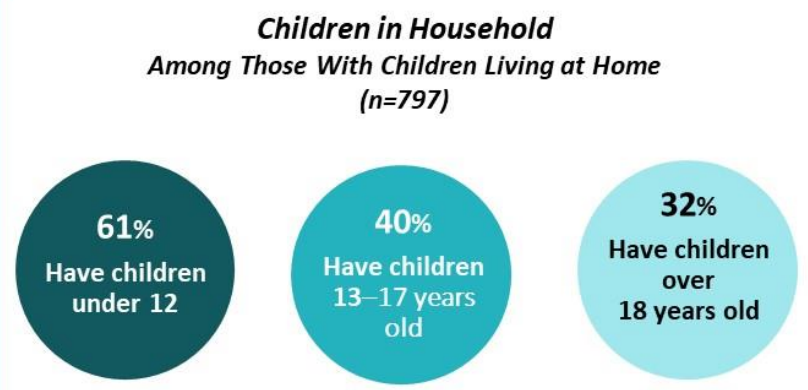 Children in Household
Among Those With Children Living at Home
(n=797)
61%
Have children
under 12
40%
Have children
13–17 years
old
32%
Have children
over
18 years old